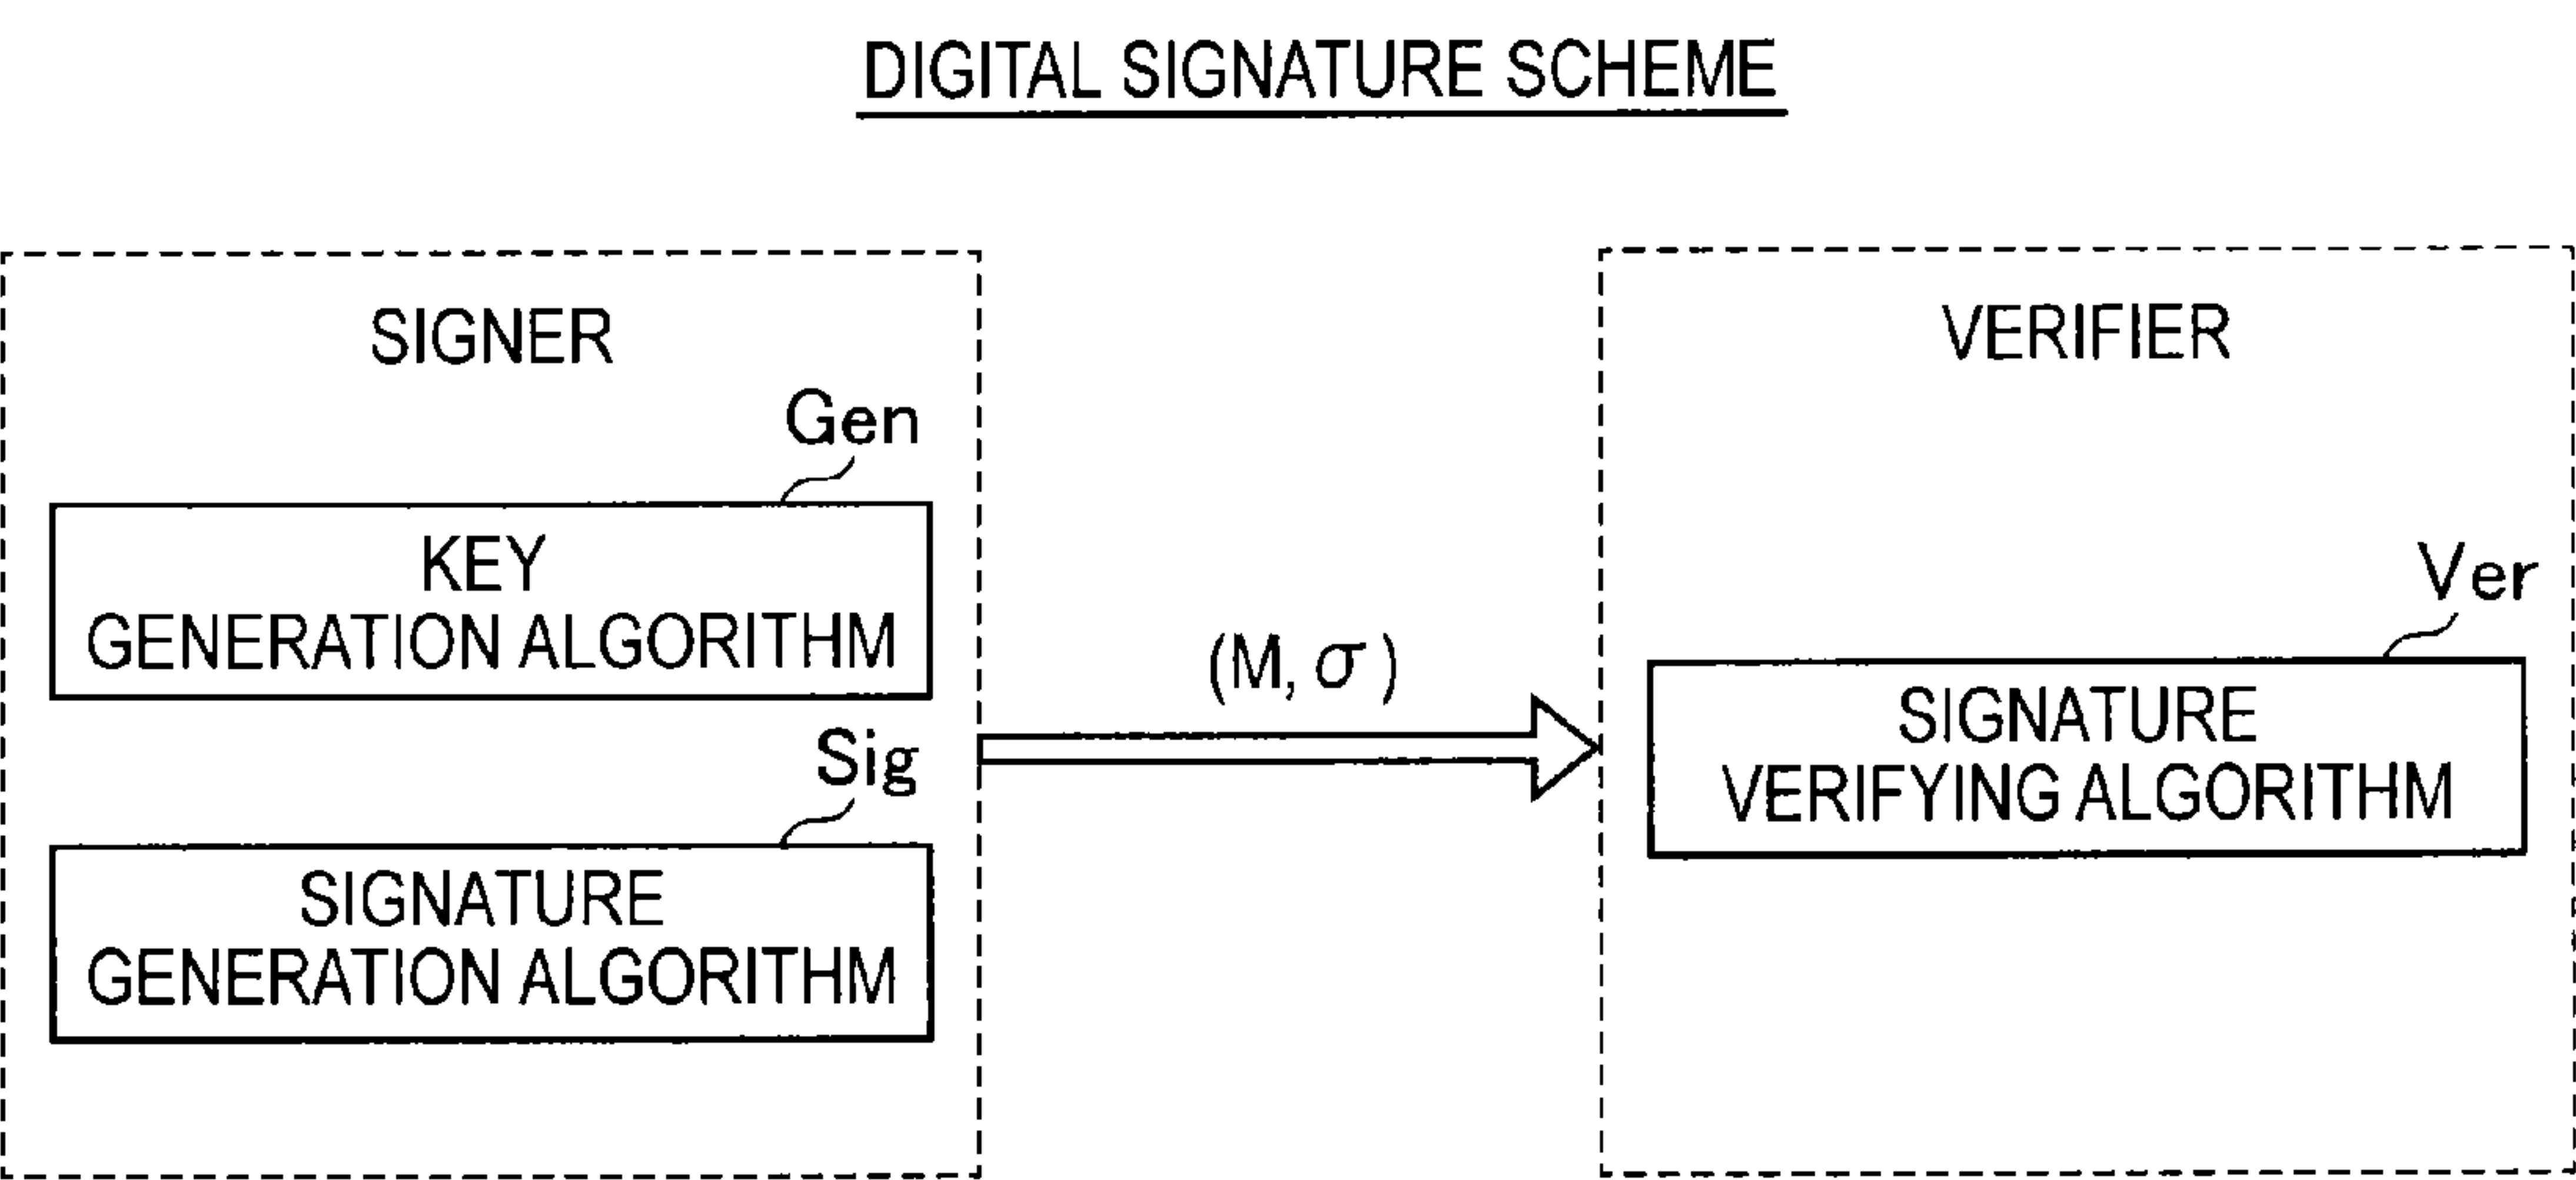 DIGITAL SIGNATURE SCHEME
SIGNER
Gen
KEY
GENERATION ALGORITHM
Sig
SIGNATURE
GENERATION ALGORITHM
(M, σ)
VERIFIER
Ver
SIGNATURE
VERIFYING ALGORITHM